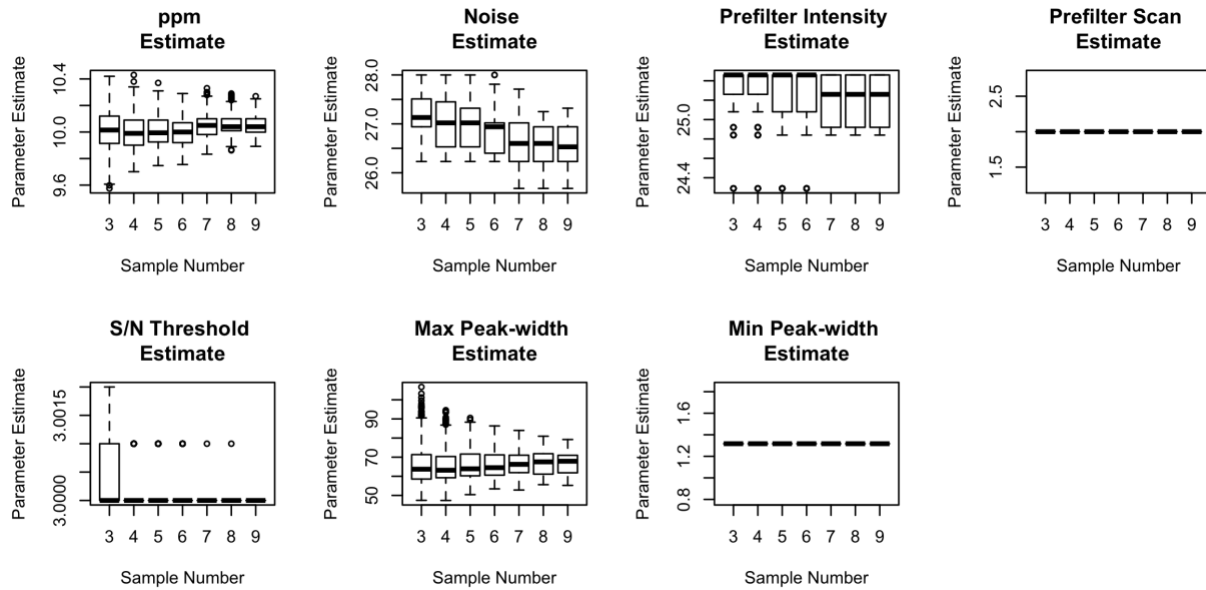 ppm
Estimate
Parameter Estimate
9.6 10.0 10.4
3 4 5 6 7 8 9
Sample Number
Noise
Estimate
Parameter Estimate
26.0 27.0 28.0
3 4 5 6 7 8 9
Sample Number
Prefilter Intensity
Estimate
Parameter Estimate
24.4 25.0
3 4 5 6 7 8 9
Sample Number
Prefilter Scan
Estimate
Parameter Estimate
1.5 2.5
3 4 5 6 7 8 9
Sample Number
S/N Threshold
Estimate
Parameter Estimate
3.0000 3.0015
3 4 5 6 7 8 9
Sample Number
Max Peak-width
Estimate
Parameter Estimate
50 70 90
3 4 5 6 7 8 9
Sample Number
Min Peak-width
Estimate
Parameter Estimate
0.8 1.2 1.6
3 4 5 6 7 8 9
Sample Number